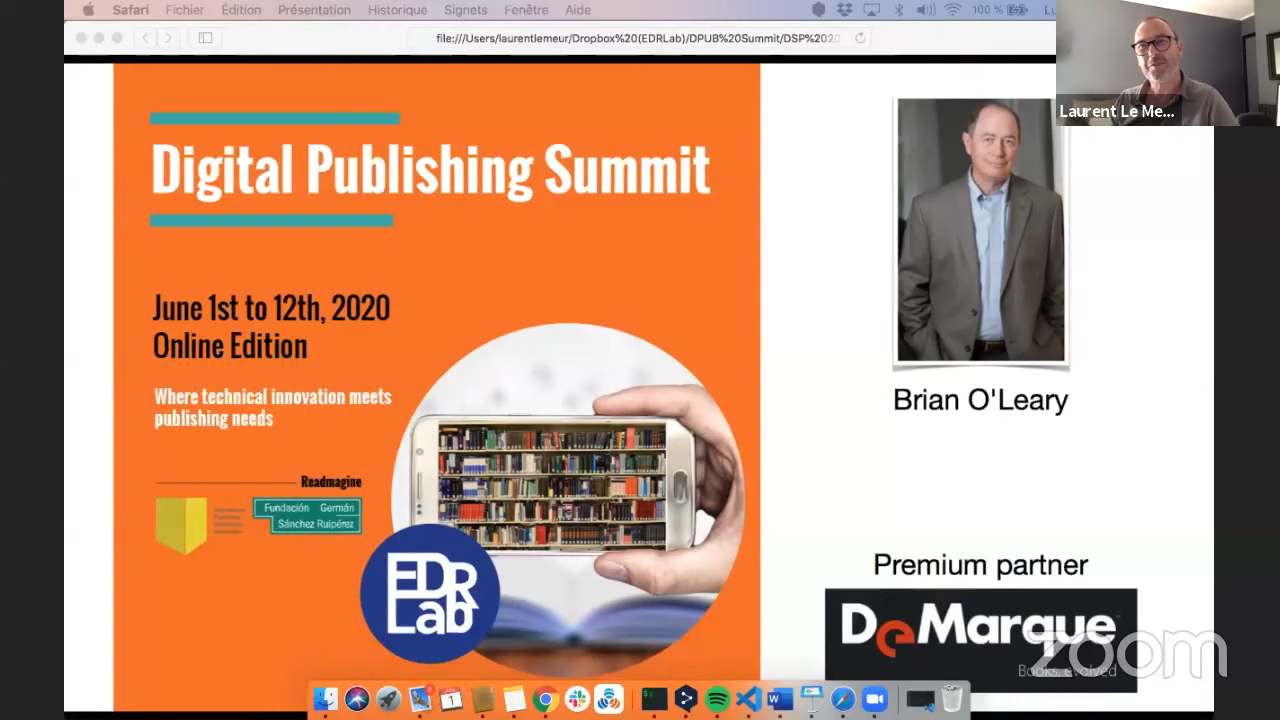 Safari Fichier Édition Présentation Historique Signets Fenêtre Aide
100 %
file:///Users/laurentlemeur/Dropbox%20(EDRLab)/DPUB%20Summit/DSP%2020
Laurent Le Me...
Digital Publishing Summit
June 1st to 12th, 2020
Online Edition
Where technical innovation meets
publishing needs
Readmagine
Fundación Germán
Sánchez Ruipérez
EDR
Lab
Brian O'Leary
Premium partner
DeMarque
Books, evolved
zoom